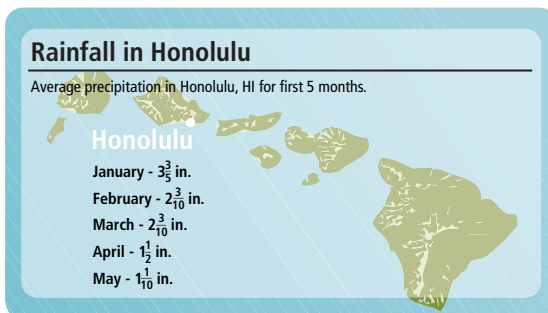 Rainfall in Honolulu
Average precipitation in Honolulu, HI for first 5 months.
Honolulu
January - 3 3/5 in.
February - 2 3/10 in.
March - 2 3/10 in.
April - 1 1/2 in.
May - 1 1/10 in.